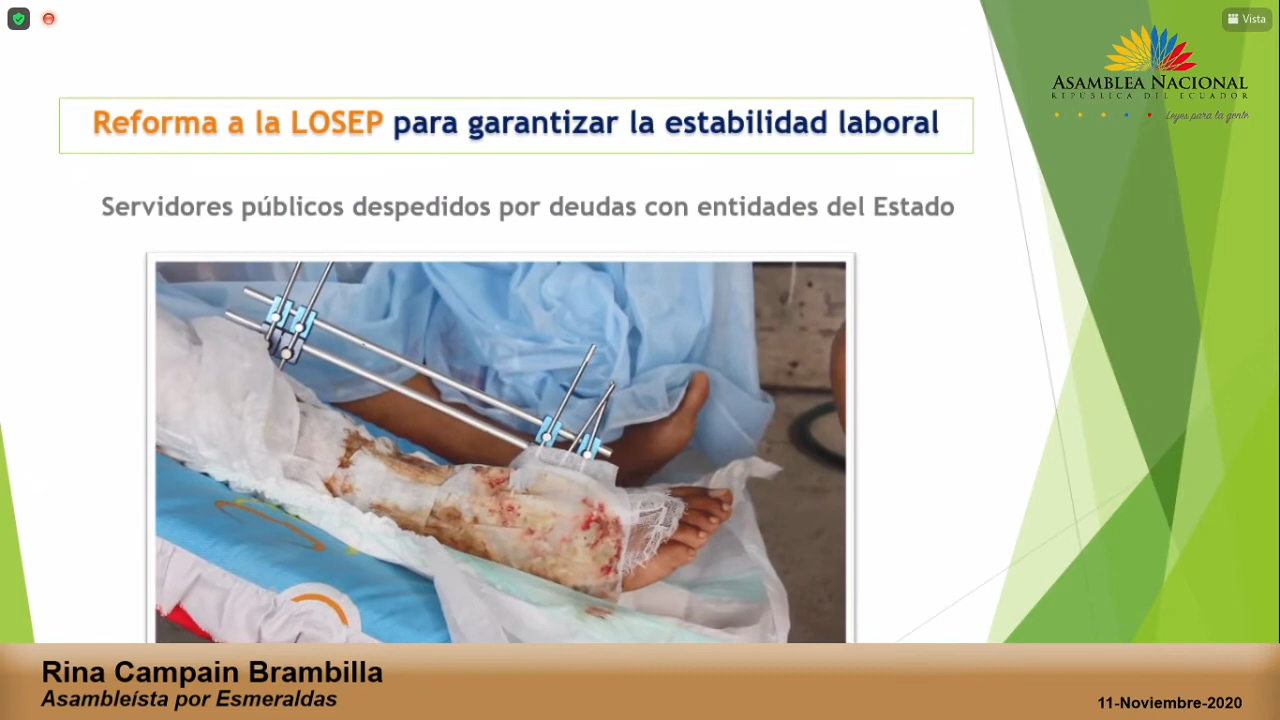 Vista
ASAMBLEA NACIONAL
REPÚBLICA DEL ECUADOR
Leyes para la gente
Reforma a la LOSEP para garantizar la estabilidad laboral
Servidores públicos despedidos por deudas con entidades del Estado
Rina Campain Brambilla
Asambleísta por Esmeraldas
11-Noviembre-2020